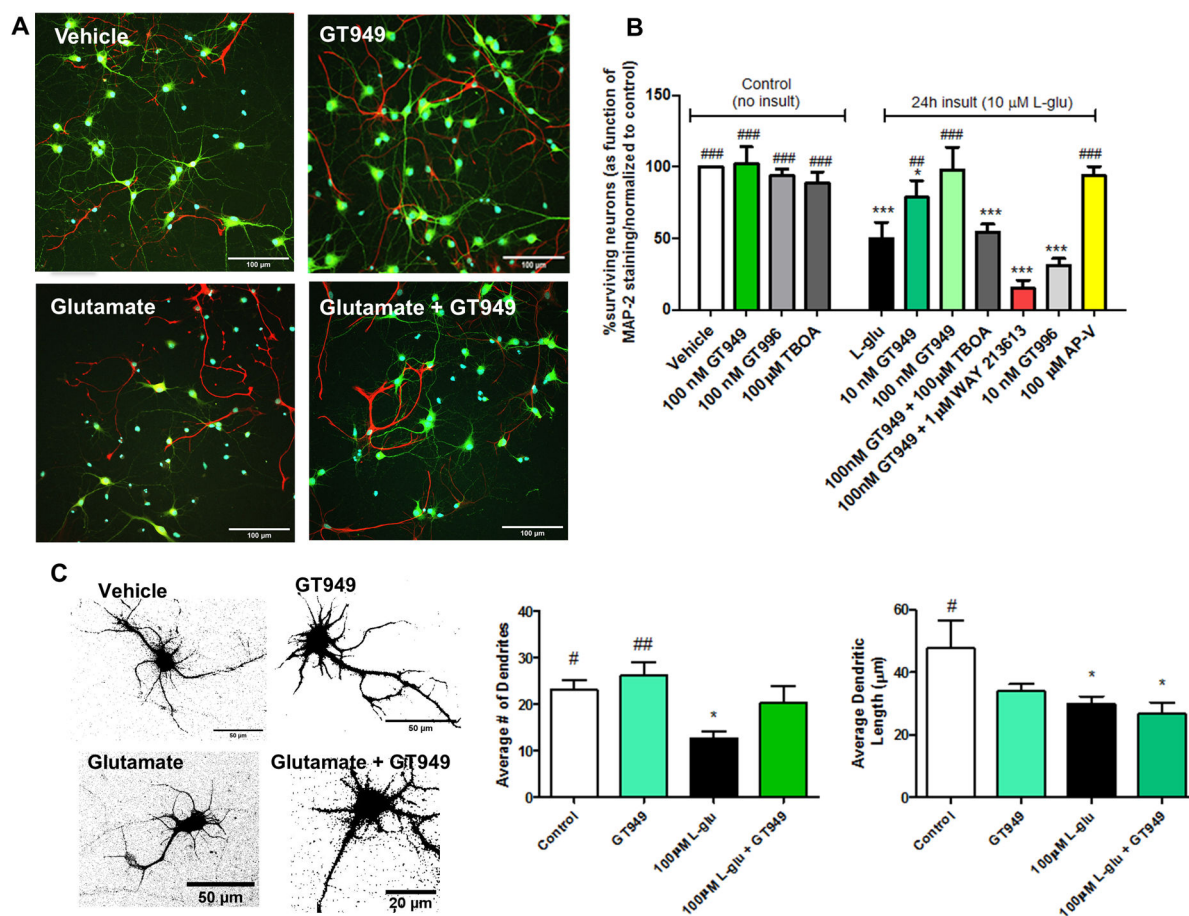 A
Vehicle
100 µm
GT949
100 µm
Glutamate
100 µm
Glutamate + GT949
100 µm
B
%surviving neurons (as function of
MAP-2 staining/normalized to control)
150
100
50
0
Control
(no insult)
24h insult (10 µM L-glu)
###
###
###
###
***
##
*
###
***
***
***
###
Vehicle
100 nM GT949
100 nM GT996
100µM TBOA
L-glu
10 nM GT949
100 nM GT949
100nM GT949 + 100µM TBOA
100nM GT949 + 1µM WAY 213613
10 nM GT996
100 µM AP-V
C
Vehicle
50 µm
GT949
50 µm
Glutamate
50 µm
Glutamate + GT949
20 µm
Average # of Dendrites
40
30
20
10
0
#
##
*
Control
GT949
100µM L-glu
100µM L-glu + GT949
Average Dendritic
Length (µm)
60
40
20
0
#
*
*
Control
GT949
100µM L-glu
100µM L-glu + GT949